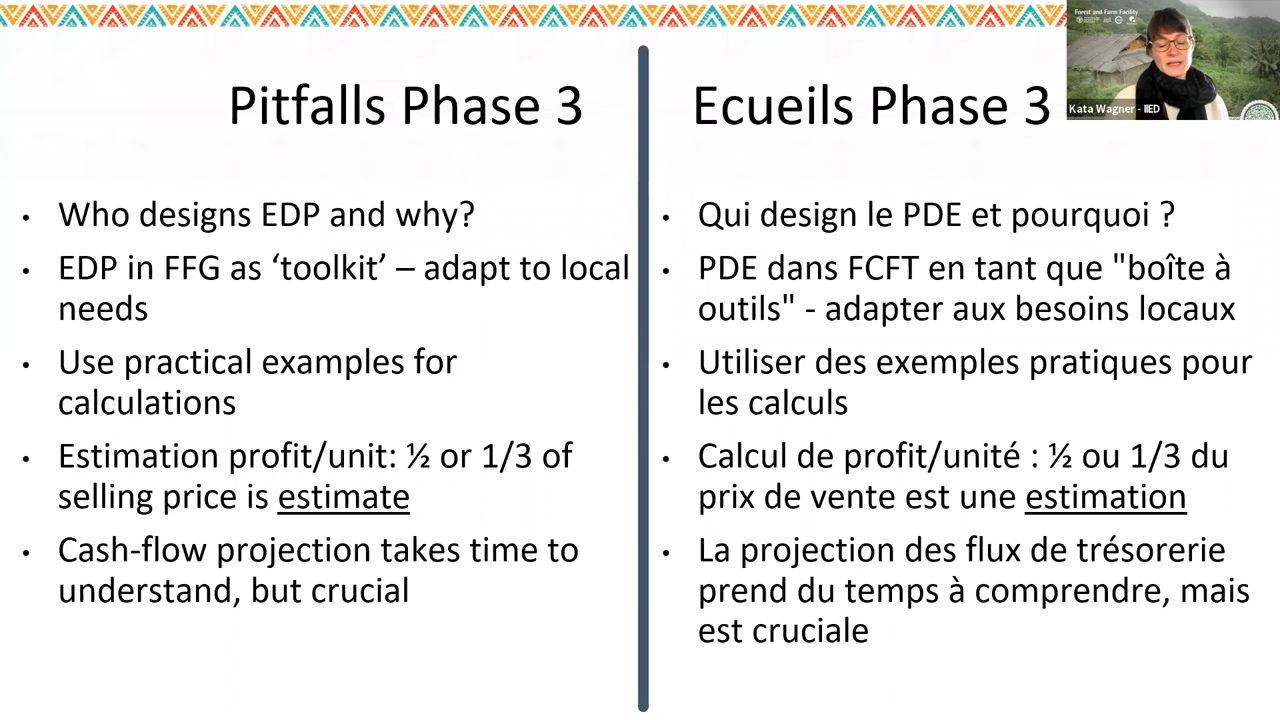 Pitfalls Phase 3
• Who designs EDP and why?
• EDP in FFG as ‘toolkit’ – adapt to local
needs
• Use practical examples for
calculations
• Estimation profit/unit: ½ or 1/3 of
selling price is estimate
• Cash-flow projection takes time to
understand, but crucial
Ecueils Phase 3
• Qui design le PDE et pourquoi ?
• PDE dans FCFT en tant que "boîte à
outils" - adapter aux besoins locaux
• Utiliser des exemples pratiques pour
les calculs
• Calcul de profit/unité : ½ ou 1/3 du
prix de vente est une estimation
• La projection des flux de trésorerie
prend du temps à comprendre, mais
est cruciale
Forest and Farm Facility
Kata Wagner - IIED